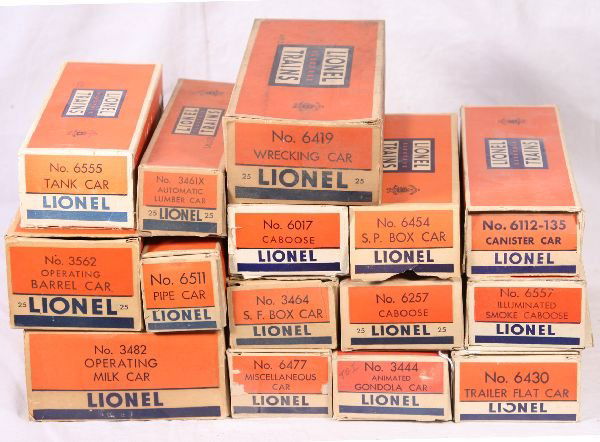 LIONEL
TRAINS
No. 6555
TANK CAR
LIONEL
LIONEL
TRAINS
No. 3461X
AUTOMATIC
LUMBER CAR
25 LIONEL 25
LIONEL
TRAINS
No. 6419
WRECKING CAR
25 LIONEL 25
LIONEL
TRAINS
No. 6454
S.P. BOX CAR
LIONEL
LIONEL
TRAINS
No. 6112-135
CANISTER CAR
LIONEL
No. 6017
CABOOSE
LIONEL
No. 3562
OPERATING
BARREL CAR
25 LIONEL 25
No. 6511
PIPE CAR
LIONEL
No. 3464
S. F. BOX CAR
LIONEL
No. 6257
CABOOSE
LIONEL
No. 6557
ILLUMINATED
SMOKE CABOOSE
LIONEL
No. 3482
OPERATING
MILK CAR
LIONEL
No. 6477
MISCELLANEOUS
CAR
LIONEL
No. 3444
ANIMATED
GONDOLA CAR
LIONEL
No. 6430
TRAILER FLAT CAR
LIONEL